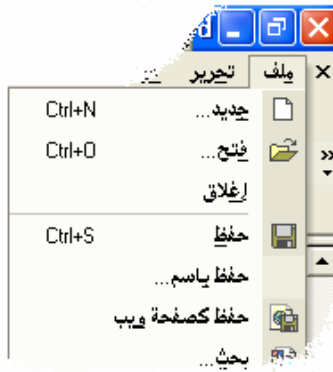 d
ملف تحرير
جديد... Ctrl+N
فتح... Ctrl+O
إغلاق
حفظ Ctrl+S
حفظ باسم...
حفظ كصفحة ويب
بحث...